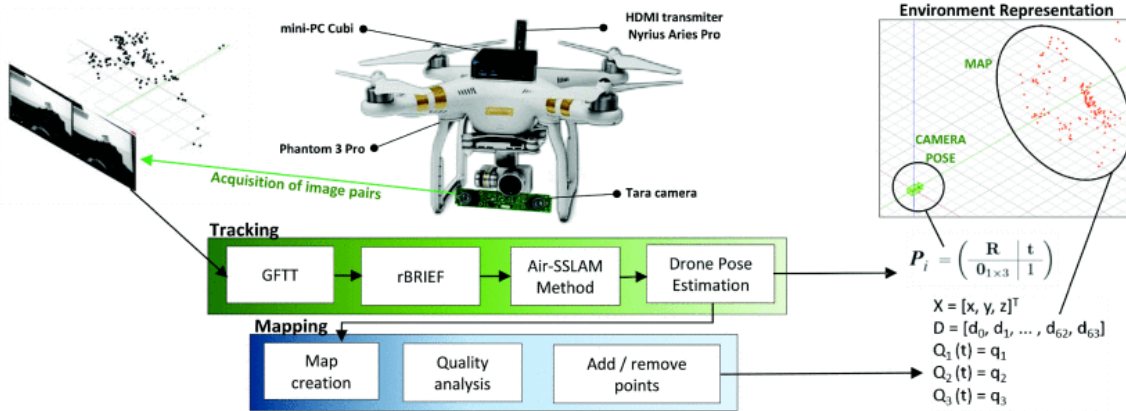 mini-PC Cubi
HDMI transmiter
Nyrius Aries Pro
Phantom 3 Pro
Tara camera
Acquisition of image pairs
Environment Representation
MAP
CAMERA
POSE
Tracking
GFTT
rBRIEF
Air-SSLAM
Method
Drone Pose
Estimation
Mapping
Map
creation
Quality
analysis
Add / remove
points
P_i = ( R | t
0_{1×3} | 1 )
X = [x, y, z]^T
D = [d_0, d_1, ... , d_62, d_63]
Q_1 (t) = q_1
Q_2 (t) = q_2
Q_3 (t) = q_3